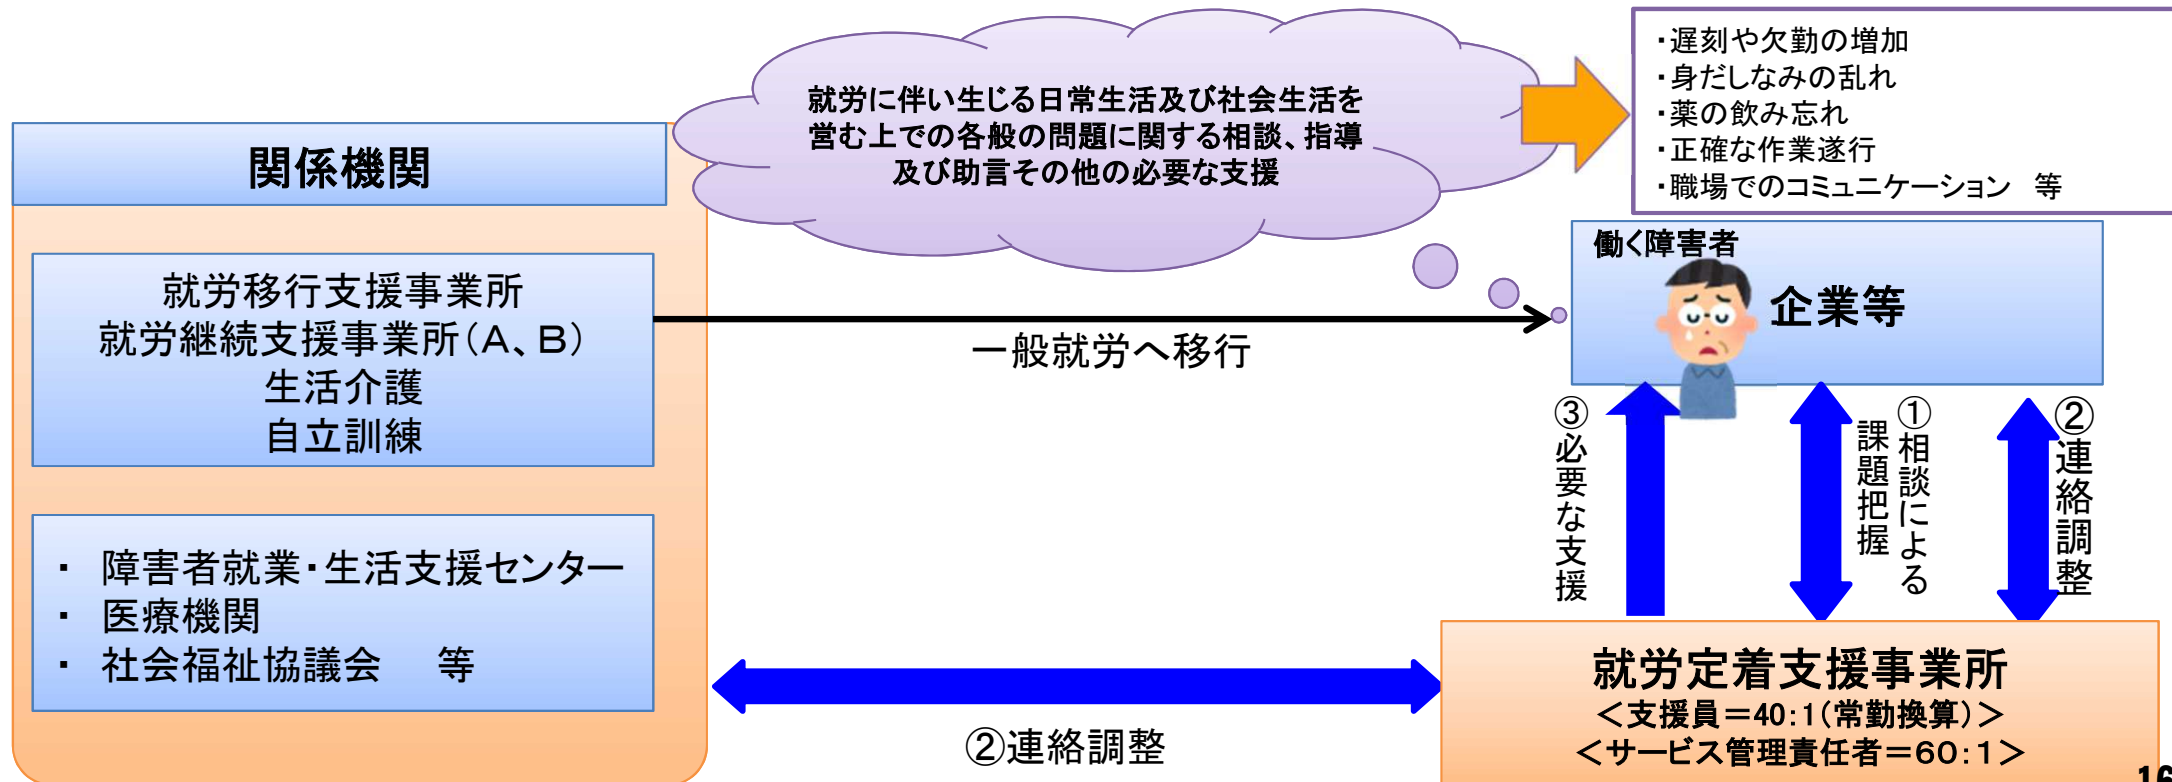 就労に伴い生じる日常生活及び社会生活を
営む上での各般の問題に関する相談、指導
及び助言その他の必要な支援
・遅刻や欠勤の増加
・身だしなみの乱れ
・薬の飲み忘れ
・正確な作業遂行
・職場でのコミュニケーション 等
関係機関
就労移行支援事業所
就労継続支援事業所(A、B)
生活介護
自立訓練
・ 障害者就業・生活支援センター
・ 医療機関
・ 社会福祉協議会 等
一般就労へ移行
働く障害者
企業等
③必要な支援
①相談による
課題把握
②連絡調整
②連絡調整
就労定着支援事業所
<支援員=40:1(常勤換算)>
<サービス管理責任者=60:1>
16